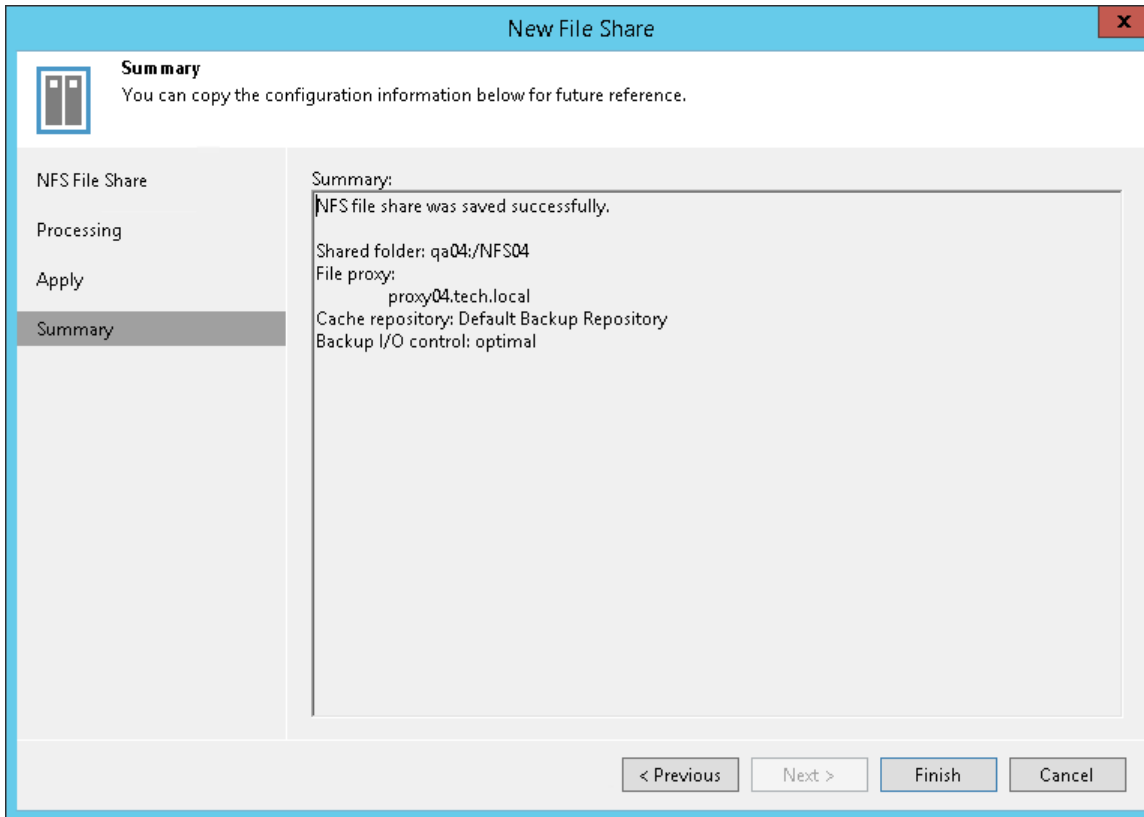 New File Share
x
Summary
You can copy the configuration information below for future reference.
NFS File Share
Processing
Apply
Summary
Summary:
NFS file share was saved successfully.
Shared folder: qa04:/NFS04
File proxy:
proxy04.tech.local
Cache repository: Default Backup Repository
Backup I/O control: optimal
< Previous
Next >
Finish
Cancel